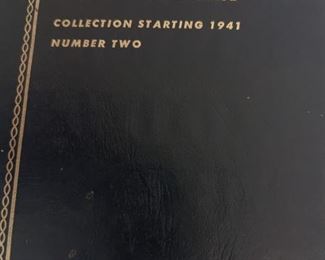 COLLECTION STARTING 1941
NUMBER TWO